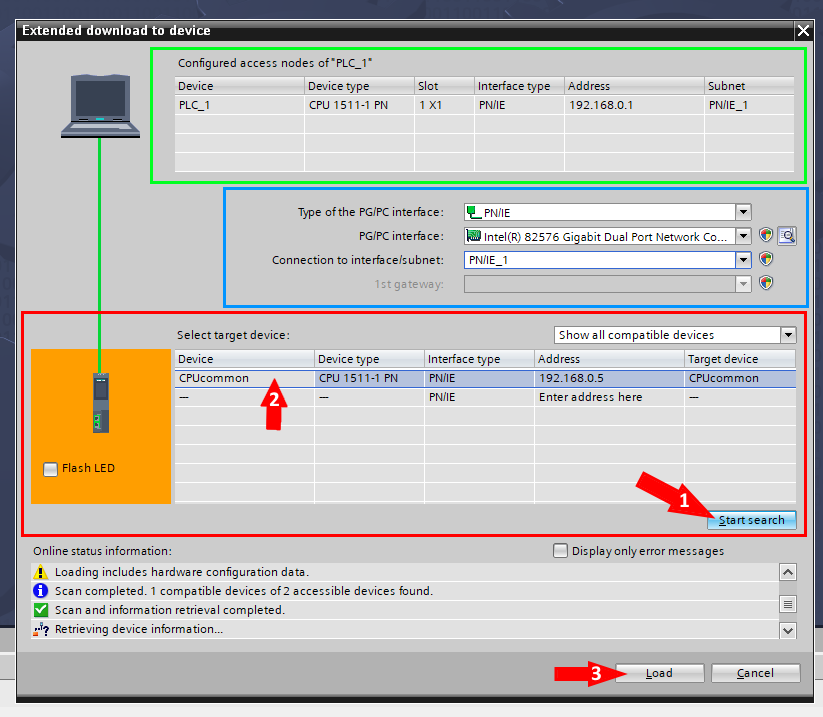 Extended download to device
Configured access nodes of "PLC_1"
Device Device type Slot Interface type Address Subnet
PLC_1 CPU 1511-1 PN 1 X1 PN/IE 192.168.0.1 PN/IE_1
Type of the PG/PC interface: PN/IE
PG/PC interface: Intel(R) 82576 Gigabit Dual Port Network Co...
Connection to interface/subnet: PN/IE_1
1st gateway:
Select target device: Show all compatible devices
Device Device type Interface type Address Target device
CPUcommon CPU 1511-1 PN PN/IE 192.168.0.5 CPUcommon
--- --- PN/IE Enter address here ---
2
Flash LED
1
Start search
Online status information: Display only error messages
Loading includes hardware configuration data.
Scan completed. 1 compatible devices of 2 accessible devices found.
Scan and information retrieval completed.
? Retrieving device information...
3 Load Cancel